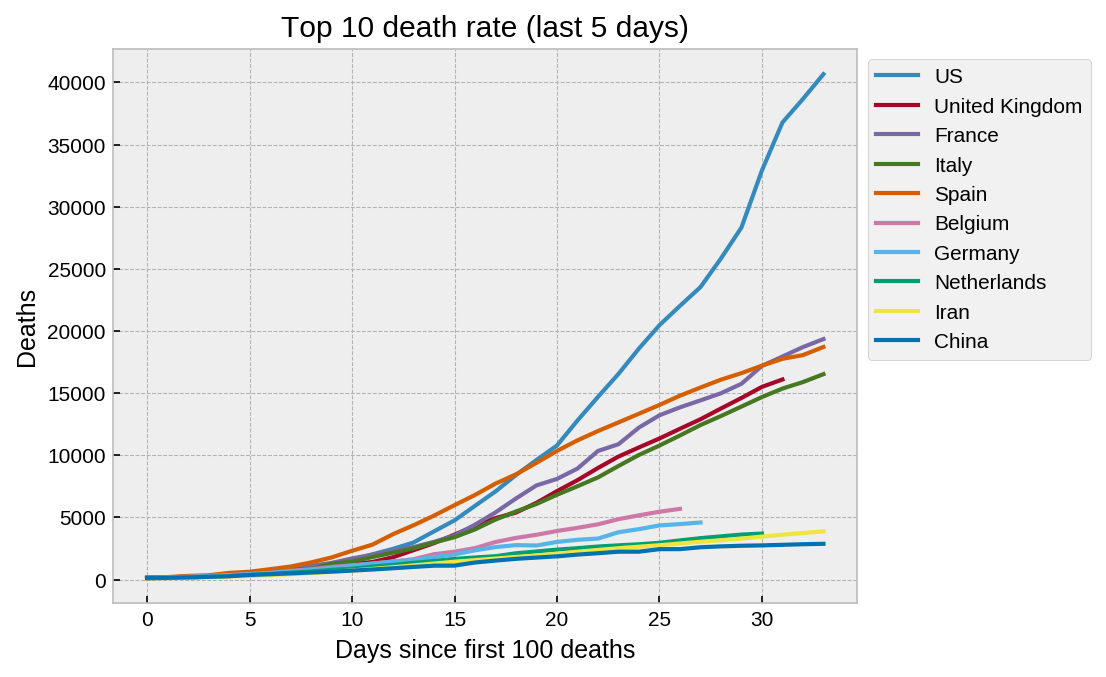 Top 10 death rate (last 5 days)
40000
35000
30000
25000
20000
15000
10000
5000
0
Deaths
0 5 10 15 20 25 30
Days since first 100 deaths
US
United Kingdom
France
Italy
Spain
Belgium
Germany
Netherlands
Iran
China